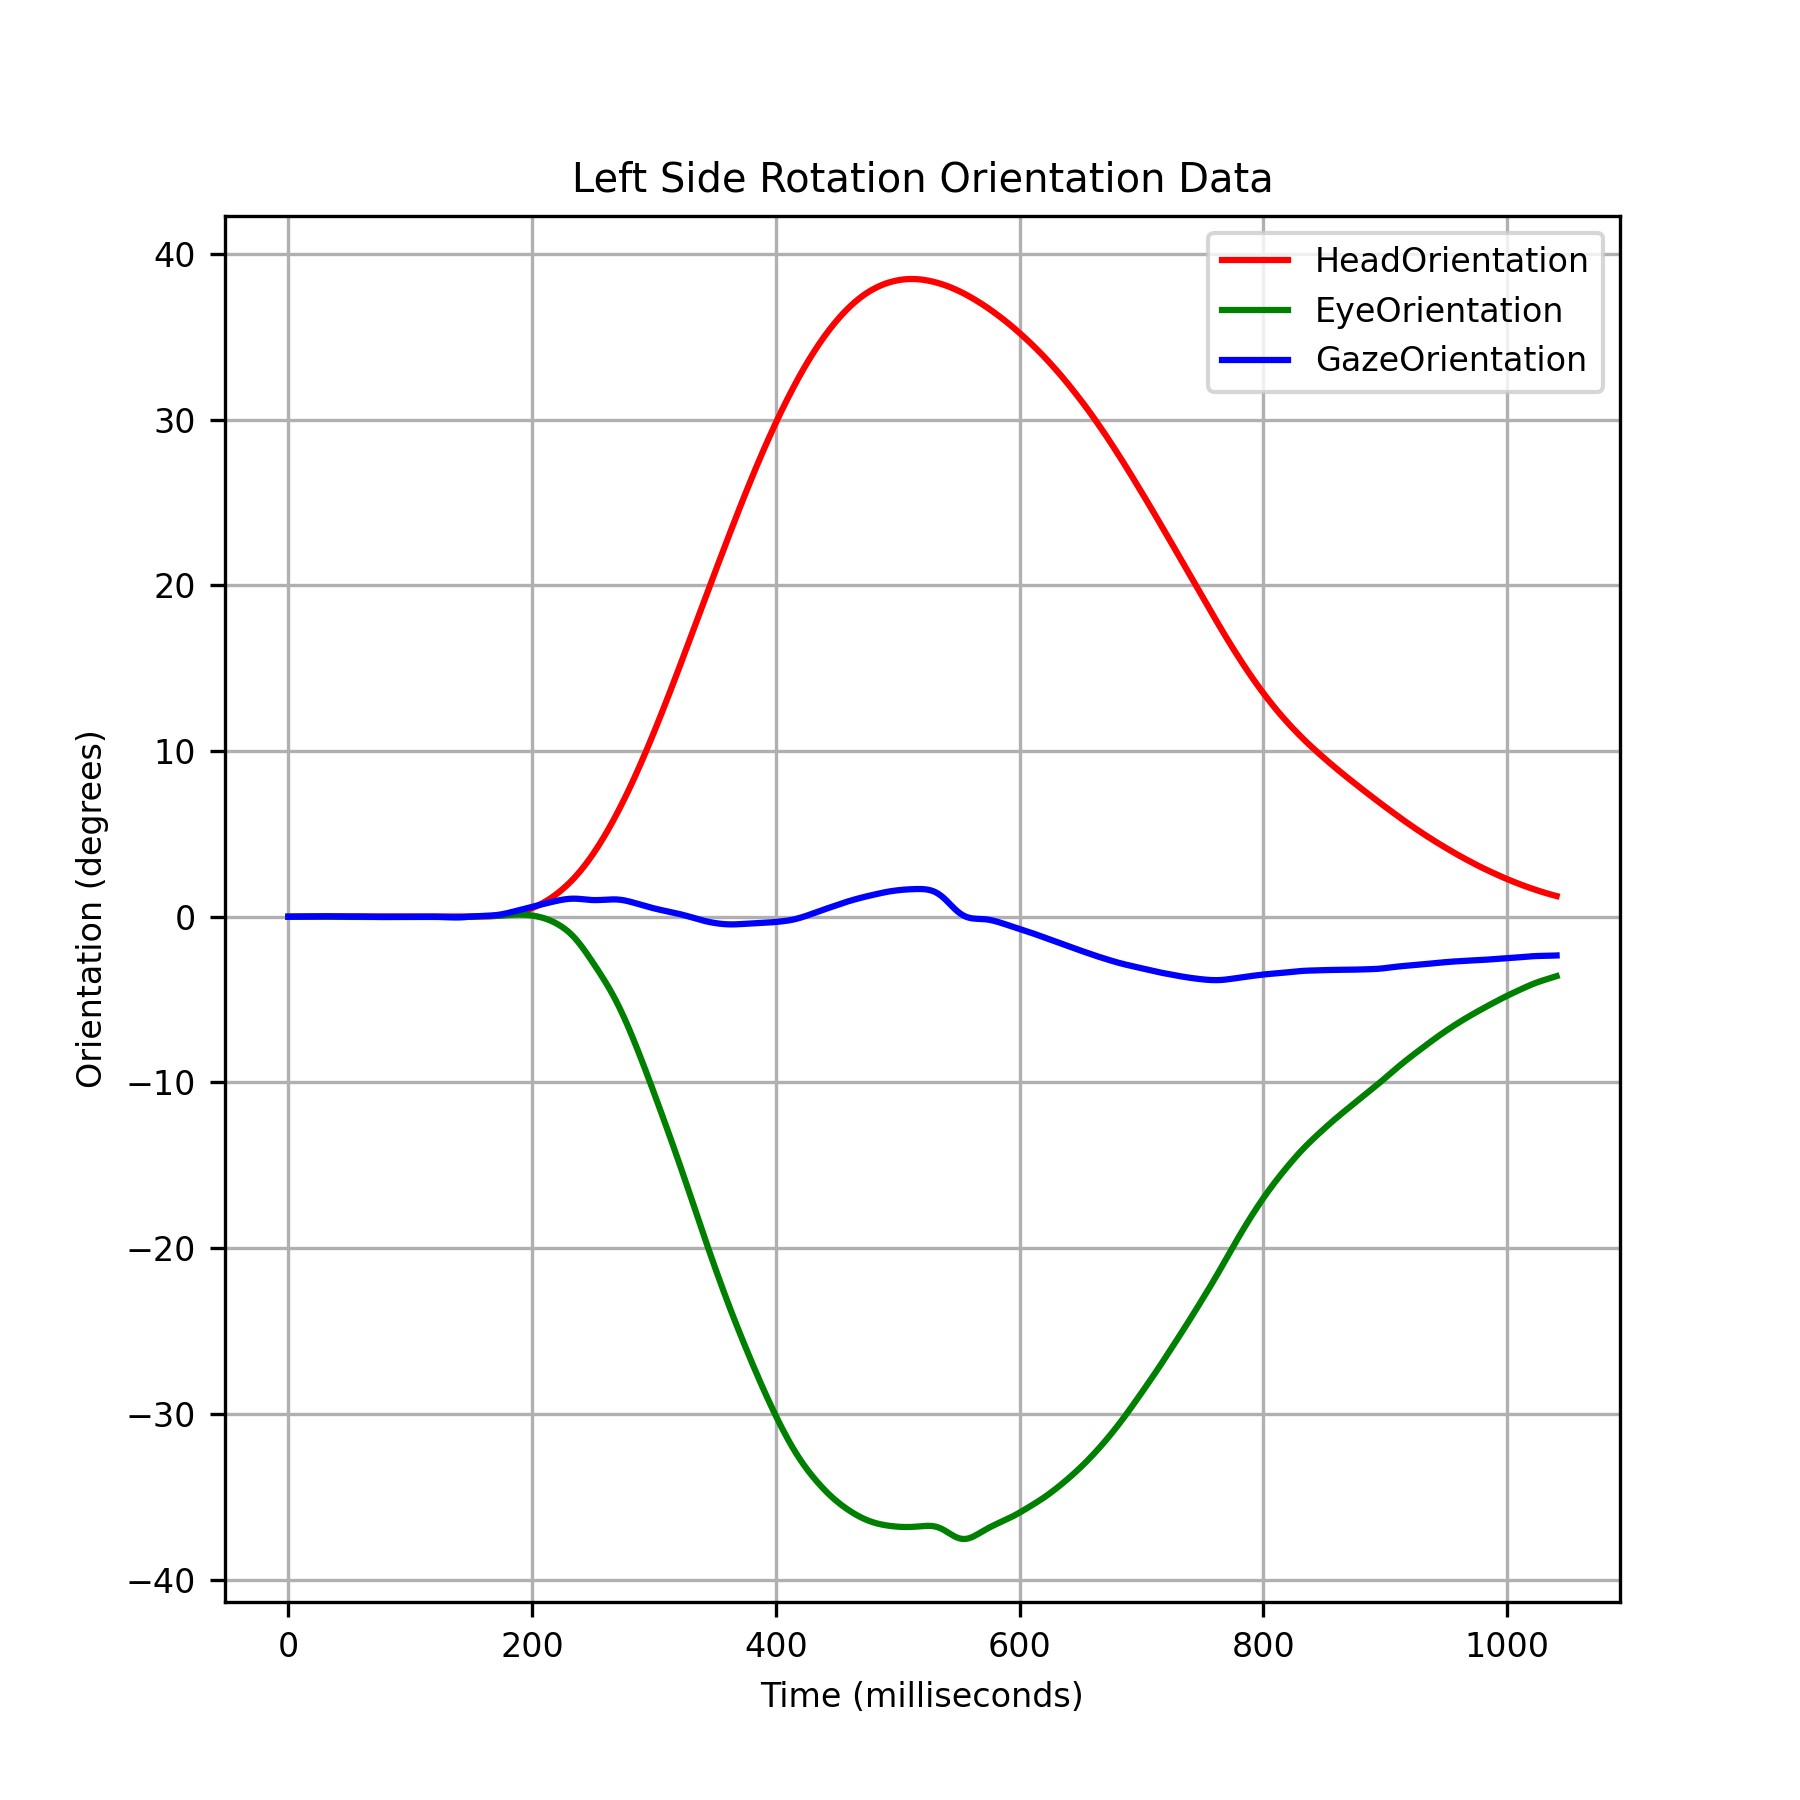 Left Side Rotation Orientation Data
HeadOrientation
EyeOrientation
GazeOrientation
40
30
20
10
0
−10
−20
−30
−40
Orientation (degrees)
0 200 400 600 800 1000
Time (milliseconds)